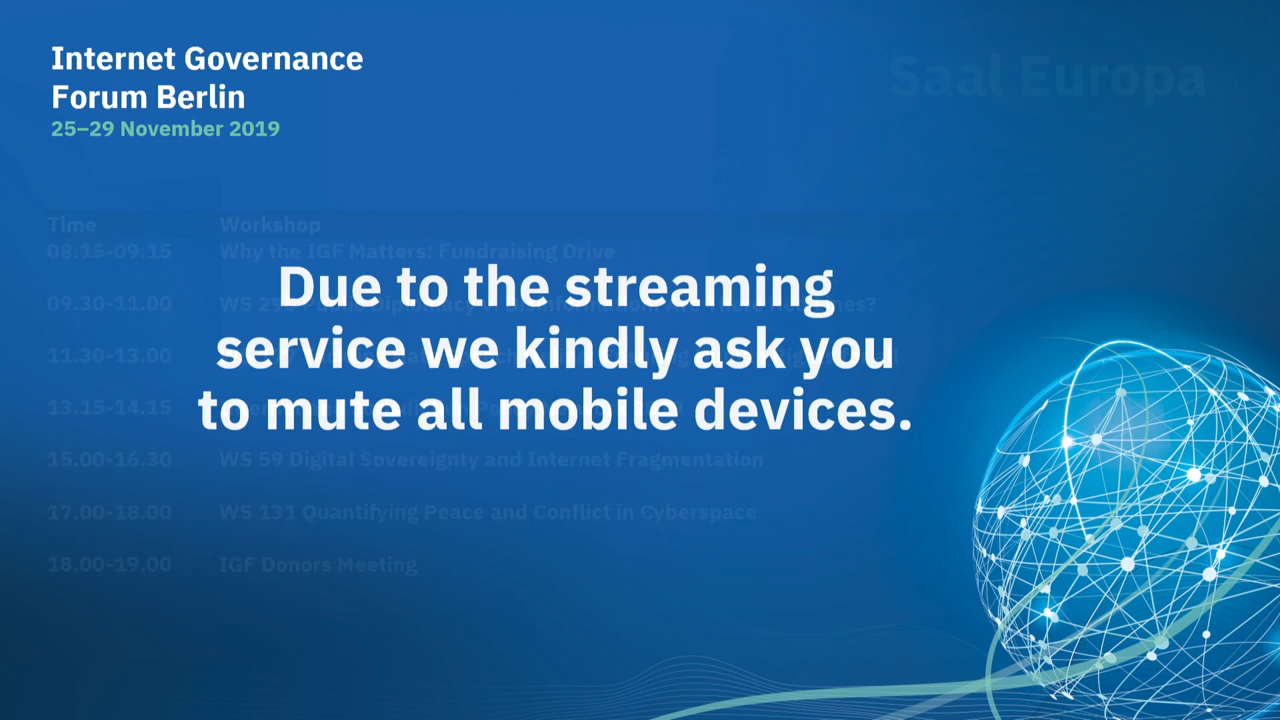 Internet Governance
Forum Berlin
25–29 November 2019
Saal Europa
Time Workshop
08.15-09.15 Why the IGF Matters: Fundraising Drive
09.30-11.00 WS
11.30-13.00
13.15-14.15
15.00-16.30 WS 59 Digital Sovereignty and Internet Fragmentation
17.00-18.00 WS 131 Quantifying Peace and Conflict in Cyberspace
18.00-19.00 IGF Donors Meeting
Due to the streaming
service we kindly ask you
to mute all mobile devices.